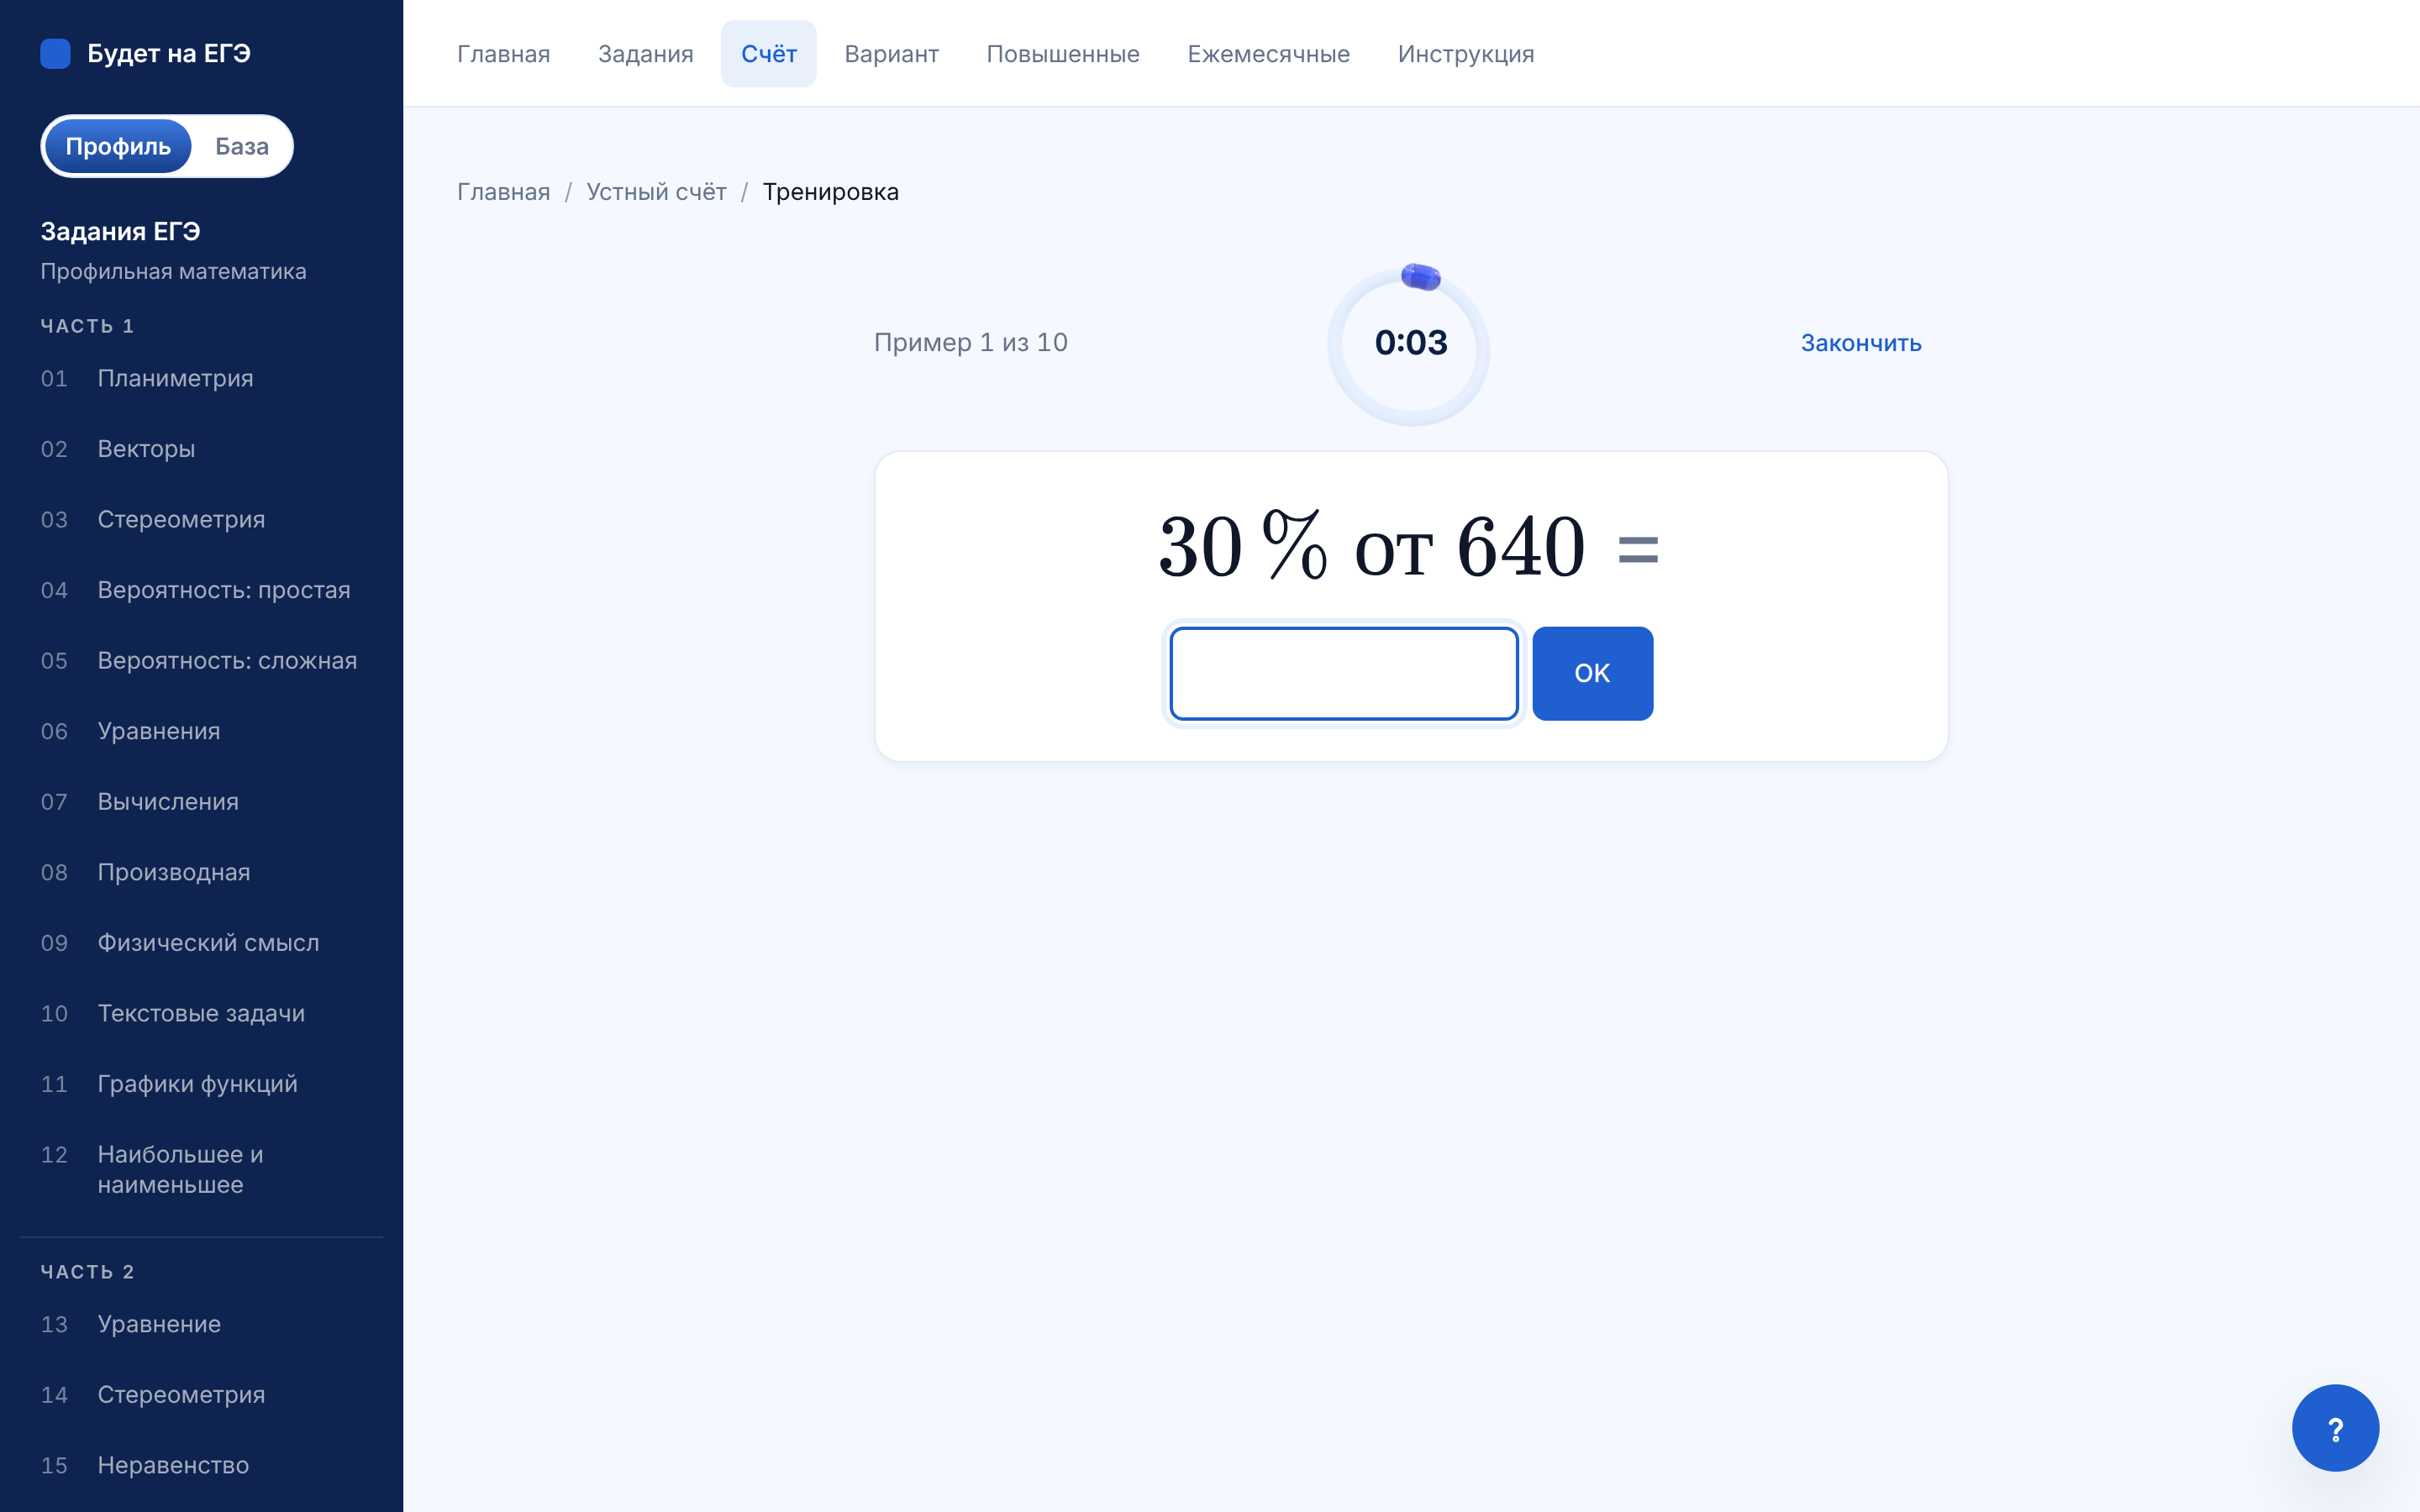 Будет на ЕГЭ
Профиль База
Задания ЕГЭ
Профильная математика
ЧАСТЬ 1
01 Планиметрия
02 Векторы
03 Стереометрия
04 Вероятность: простая
05 Вероятность: сложная
06 Уравнения
07 Вычисления
08 Производная
09 Физический смысл
10 Текстовые задачи
11 Графики функций
12 Наибольшее и
наименьшее
ЧАСТЬ 2
13 Уравнение
14 Стереометрия
15 Неравенство
Главная Задания Счёт Вариант Повышенные Ежемесячные Инструкция
Главная / Устный счёт / Тренировка
Пример 1 из 10 0:03 Закончить
30 % от 640 =
ОК
?